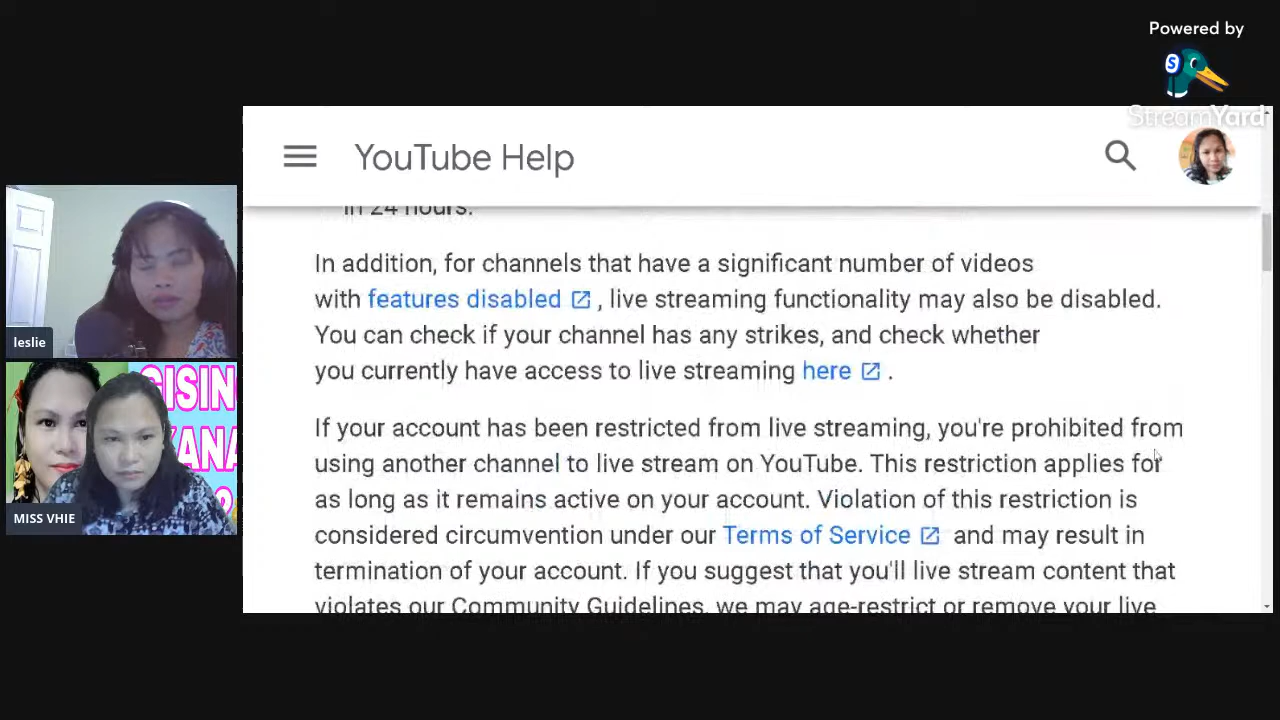 Powered by
StreamYard
YouTube Help
in 24 hours.
In addition, for channels that have a significant number of videos
with features disabled , live streaming functionality may also be disabled.
You can check if your channel has any strikes, and check whether
you currently have access to live streaming here .
If your account has been restricted from live streaming, you're prohibited from
using another channel to live stream on YouTube. This restriction applies for
as long as it remains active on your account. Violation of this restriction is
considered circumvention under our Terms of Service and may result in
termination of your account. If you suggest that you'll live stream content that
violates our Community Guidelines, we may age-restrict or remove your live
leslie
GISIN
KANA
MISS VHIE